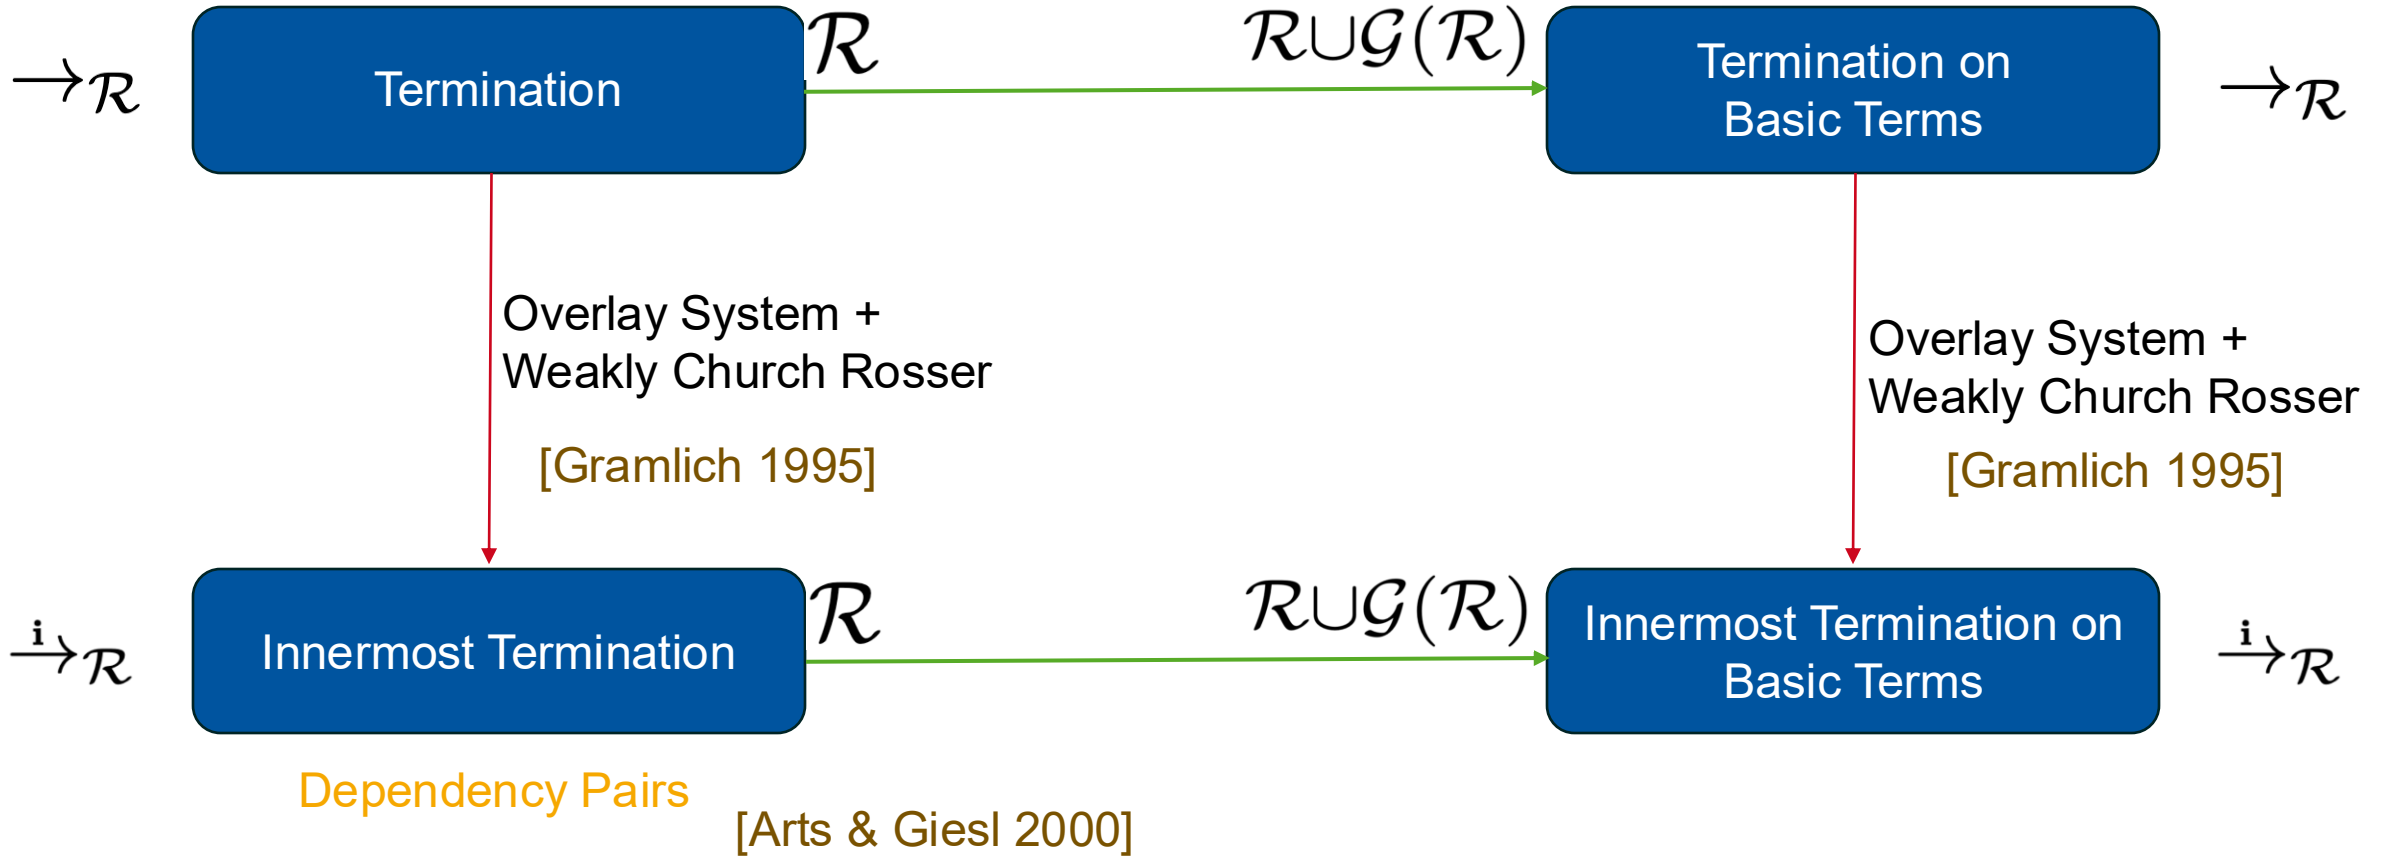 →R
Termination
R
R∪G(R)
Termination on
Basic Terms
→R
Overlay System +
Weakly Church Rosser
[Gramlich 1995]
Overlay System +
Weakly Church Rosser
[Gramlich 1995]
i→R
Innermost Termination
R
R∪G(R)
Innermost Termination on
Basic Terms
i→R
Dependency Pairs
[Arts & Giesl 2000]